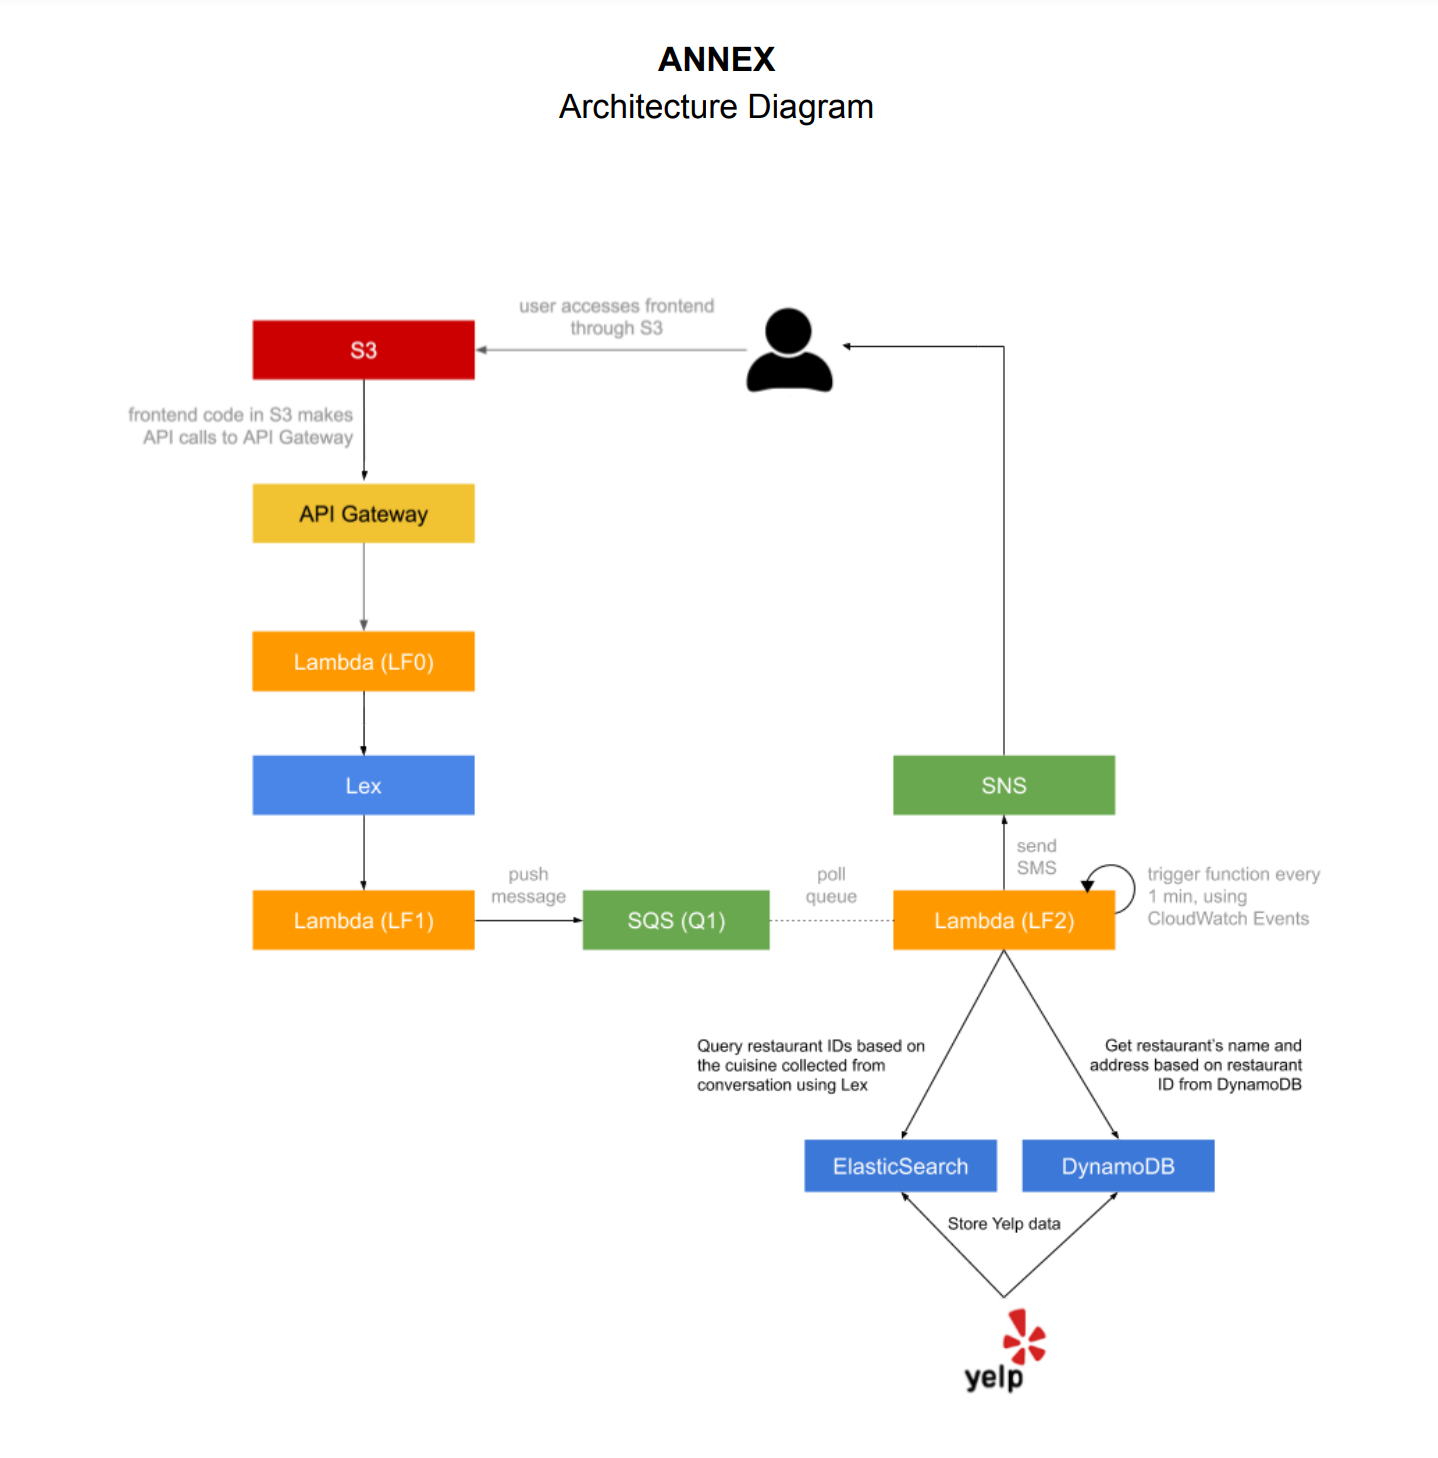 ANNEX
Architecture Diagram
user accesses frontend
through S3
S3
frontend code in S3 makes
API calls to API Gateway
API Gateway
Lambda (LF0)
Lex
SNS
send
SMS
push
message
poll
queue
trigger function every
1 min, using
CloudWatch Events
Lambda (LF1)
SQS (Q1)
Lambda (LF2)
Query restaurant IDs based on
the cuisine collected from
conversation using Lex
Get restaurant's name and
address based on restaurant
ID from DynamoDB
ElasticSearch
DynamoDB
Store Yelp data
yelp